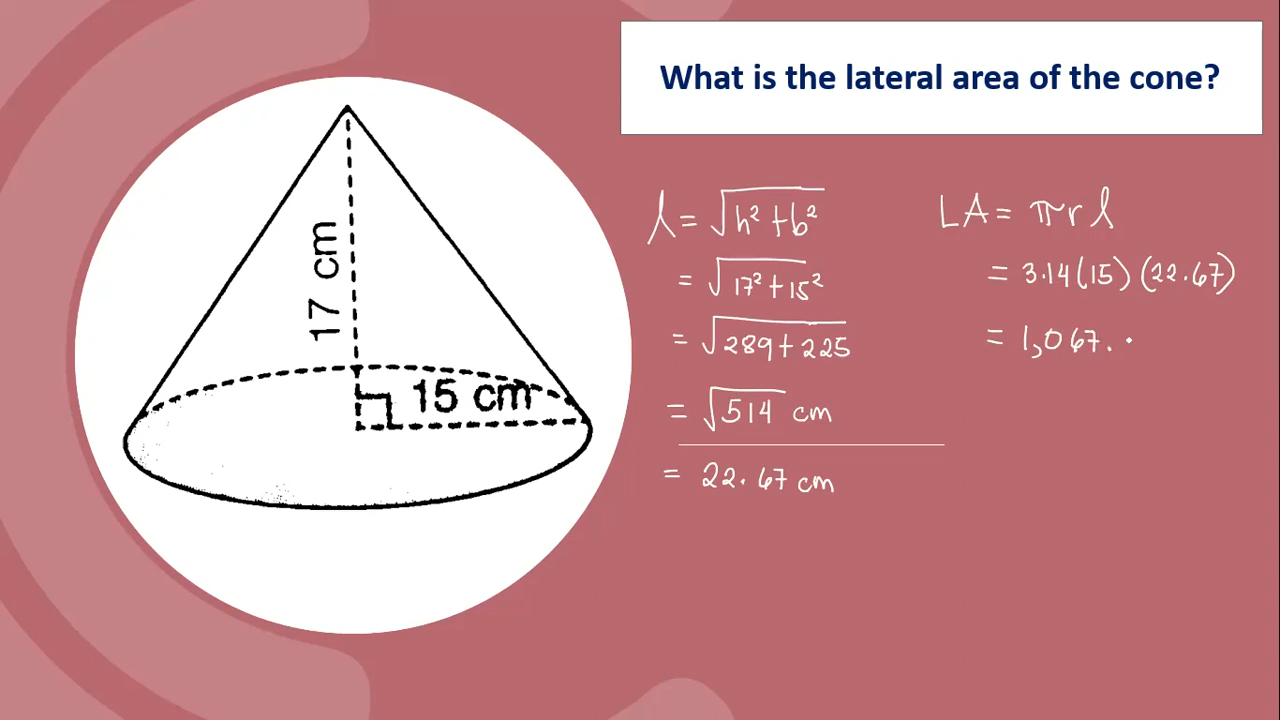 What is the lateral area of the cone?
17 cm
15 cm
l = √h² + b²
= √17² + 15²
= √289 + 225
= √514 cm
= 22.67 cm
LA = πrl
= 3.14(15)(22.67)
= 1,067.